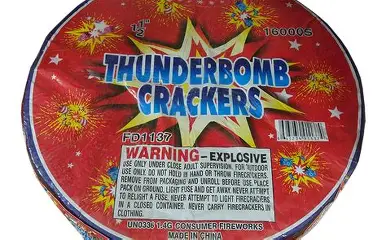 1 1/2"
16000S
THUNDERBOMB
CRACKERS
FD1137
WARNING – EXPLOSIVE
USE ONLY UNDER CLOSE ADULT SUPERVISION. FOR OUTDOOR
USE ONLY. DO NOT HOLD IN HAND OR THROW FIRECRACKERS.
REMOVE FROM PACKAGING AND UNROLL BEFORE USE. PLACE
PACK ON GROUND. LIGHT FUSE AND GET AWAY. NEVER ATTEMPT
TO RELIGHT A FUSE. NEVER ATTEMPT TO LIGHT FIRECRACKERS
IN A CLOSED CONTAINER. NEVER CARRY FIRECRACKERS IN
CLOTHING.
UN0336 1.4G CONSUMER FIREWORKS
MADE IN CHINA